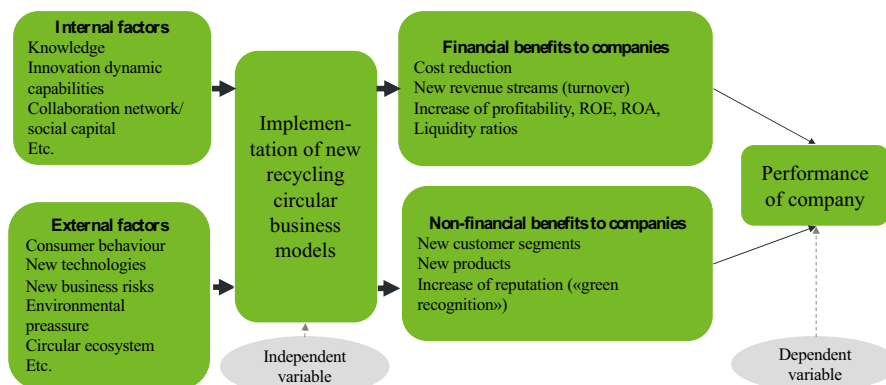 Internal factors
Knowledge
Innovation dynamic
capabilities
Collaboration network/
social capital
Etc.
External factors
Consumer behaviour
New technologies
New business risks
Environmental
preassure
Circular ecosystem
Etc.
Implemen-
tation of new
recycling
circular
business
models
Independent
variable
Financial benefits to companies
Cost reduction
New revenue streams (turnover)
Increase of profitability, ROE, ROA,
Liquidity ratios
Non-financial benefits to companies
New customer segments
New products
Increase of reputation («green
recognition»)
Performance
of company
Dependent
variable